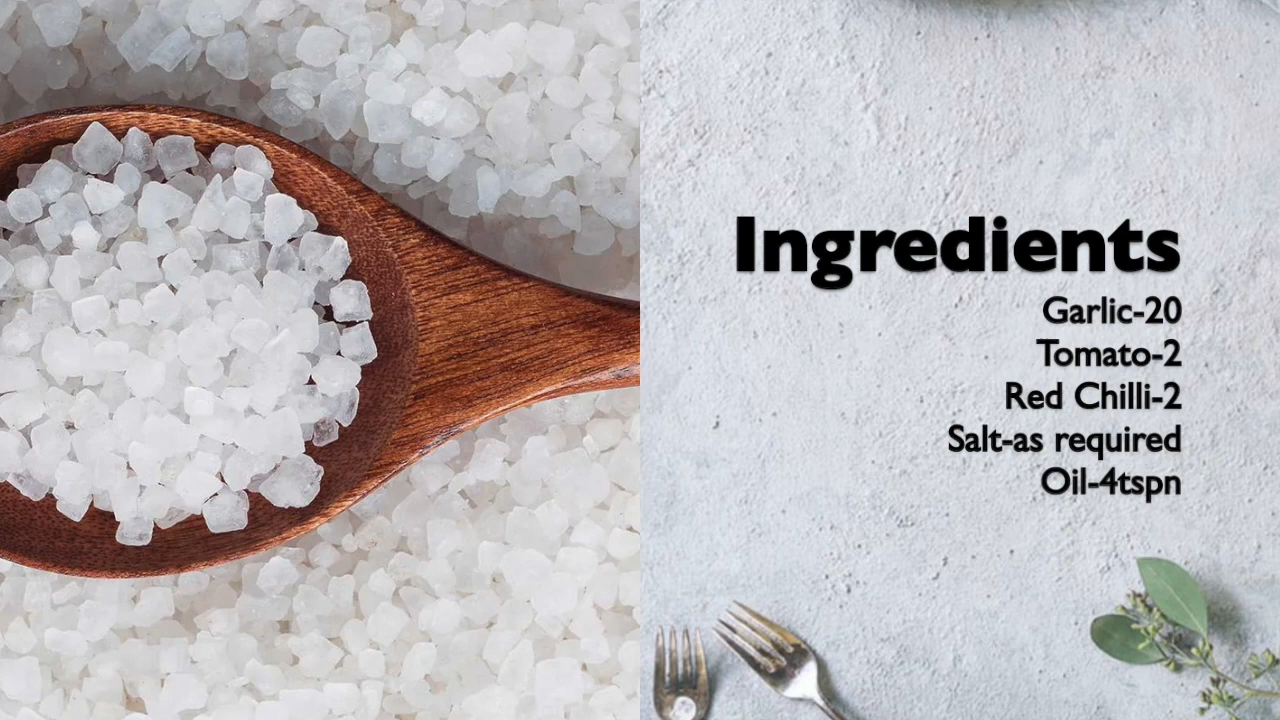 Ingredients
Garlic-20
Tomato-2
Red Chilli-2
Salt-as required
Oil-4tspn